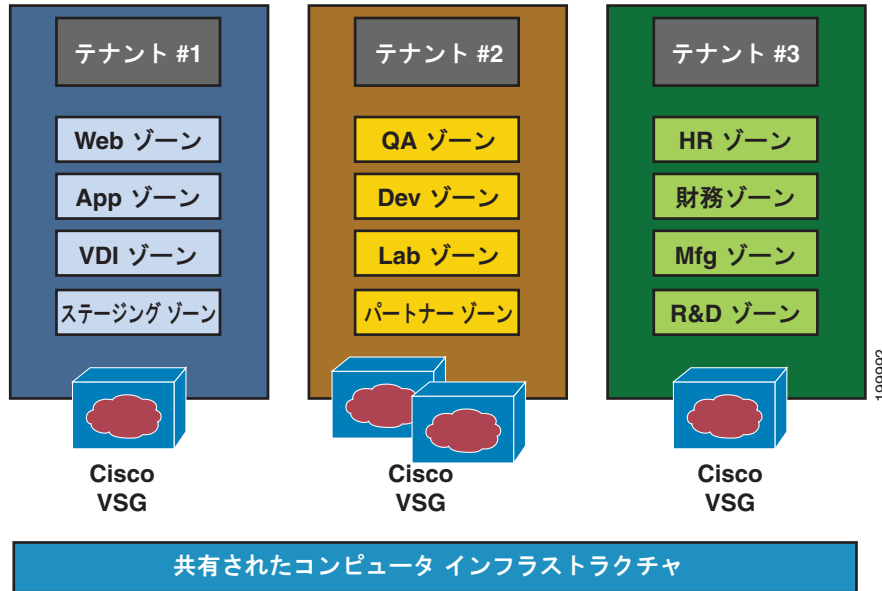 テナント #1
Web ゾーン
App ゾーン
VDI ゾーン
ステージング ゾーン
Cisco
VSG
テナント #2
QA ゾーン
Dev ゾーン
Lab ゾーン
パートナー ゾーン
Cisco
VSG
テナント #3
HR ゾーン
財務ゾーン
Mfg ゾーン
R&D ゾーン
Cisco
VSG
199992
共有されたコンピュータ インフラストラクチャ